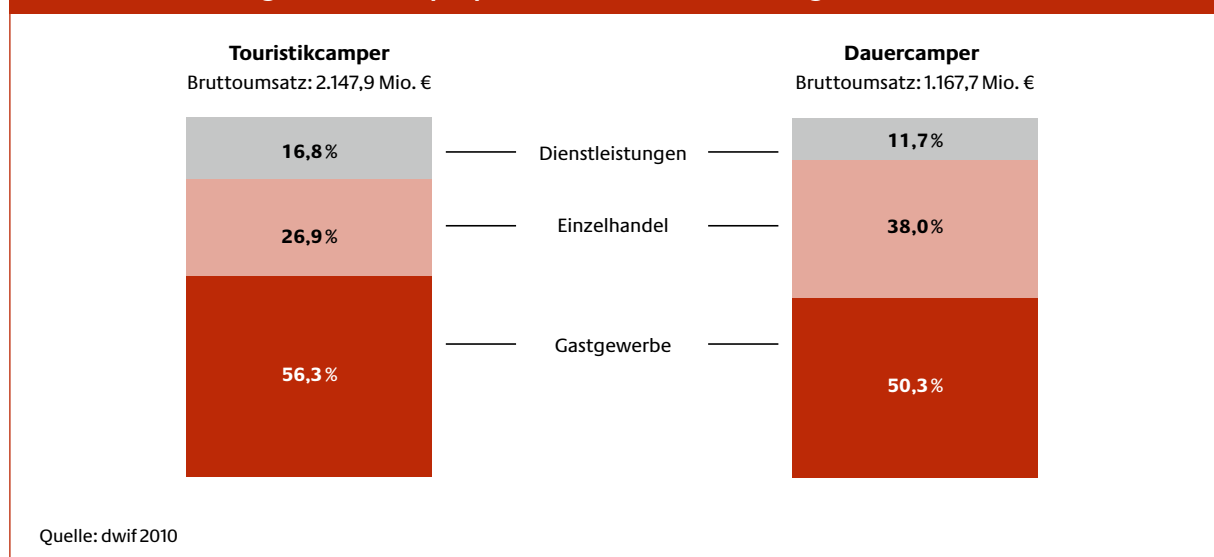 Touristikcamper
Bruttoumsatz: 2.147,9 Mio. €
Dauercamper
Bruttoumsatz: 1.167,7 Mio. €
16,8 %
Dienstleistungen
11,7 %
26,9 %
Einzelhandel
38,0 %
Gastgewerbe
56,3 %
50,3 %
Quelle: dwif 2010